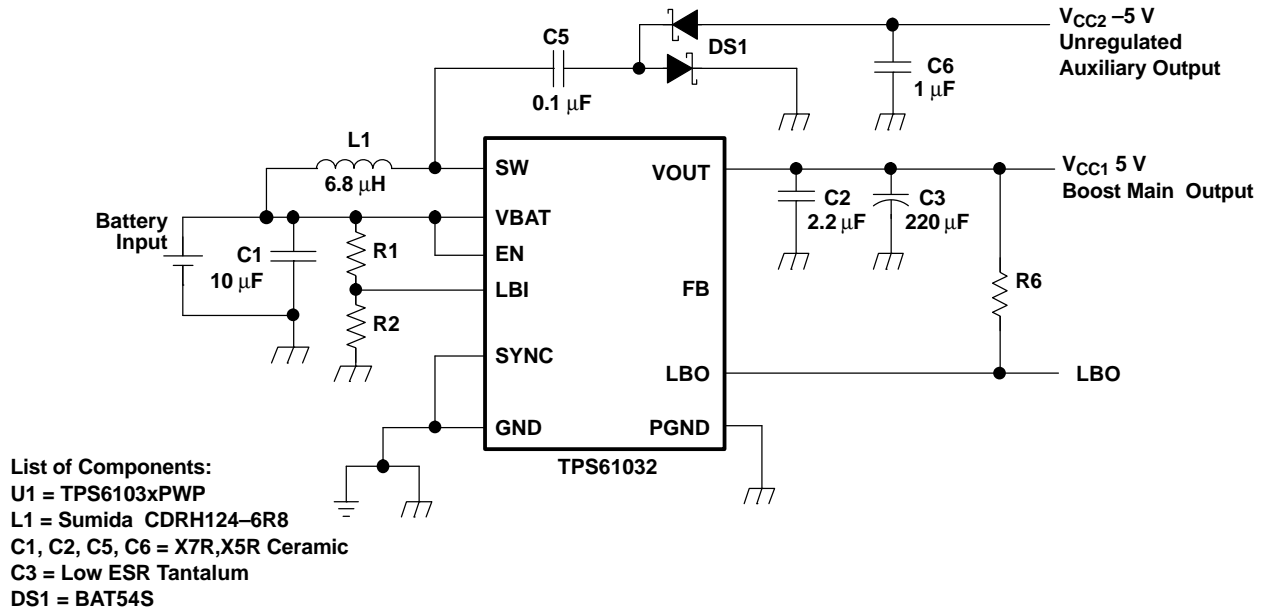 V_CC2 –5 V
Unregulated
Auxiliary Output
C5
0.1 μF
DS1
C6
1 μF
L1
6.8 μH
SW
VOUT
V_CC1 5 V
Boost Main Output
Battery
Input
C1
10 μF
R1
VBAT
EN
C2
2.2 μF
C3
220 μF
LBI
FB
R6
R2
SYNC
LBO
LBO
GND
PGND
TPS61032
List of Components:
U1 = TPS6103xPWP
L1 = Sumida CDRH124–6R8
C1, C2, C5, C6 = X7R,X5R Ceramic
C3 = Low ESR Tantalum
DS1 = BAT54S